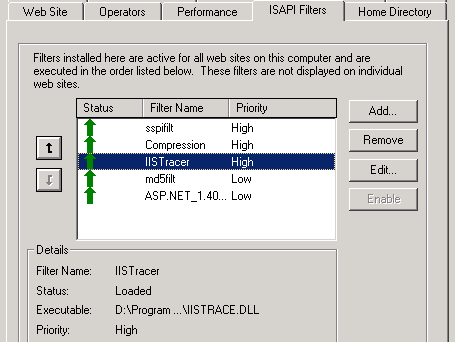 Web Site Operators Performance ISAPI Filters Home Directory
Filters installed here are active for all web sites on this computer and are
executed in the order listed below. These filters are not displayed on individual
web sites.
Status Filter Name Priority
sspifilt High
Compression High
IISTracer High
md5filt Low
ASP.NET_1.40... Low
Add...
Remove
Edit...
Enable
Details
Filter Name: IISTracer
Status: Loaded
Executable: D:\Program ...\IISTRACE.DLL
Priority: High